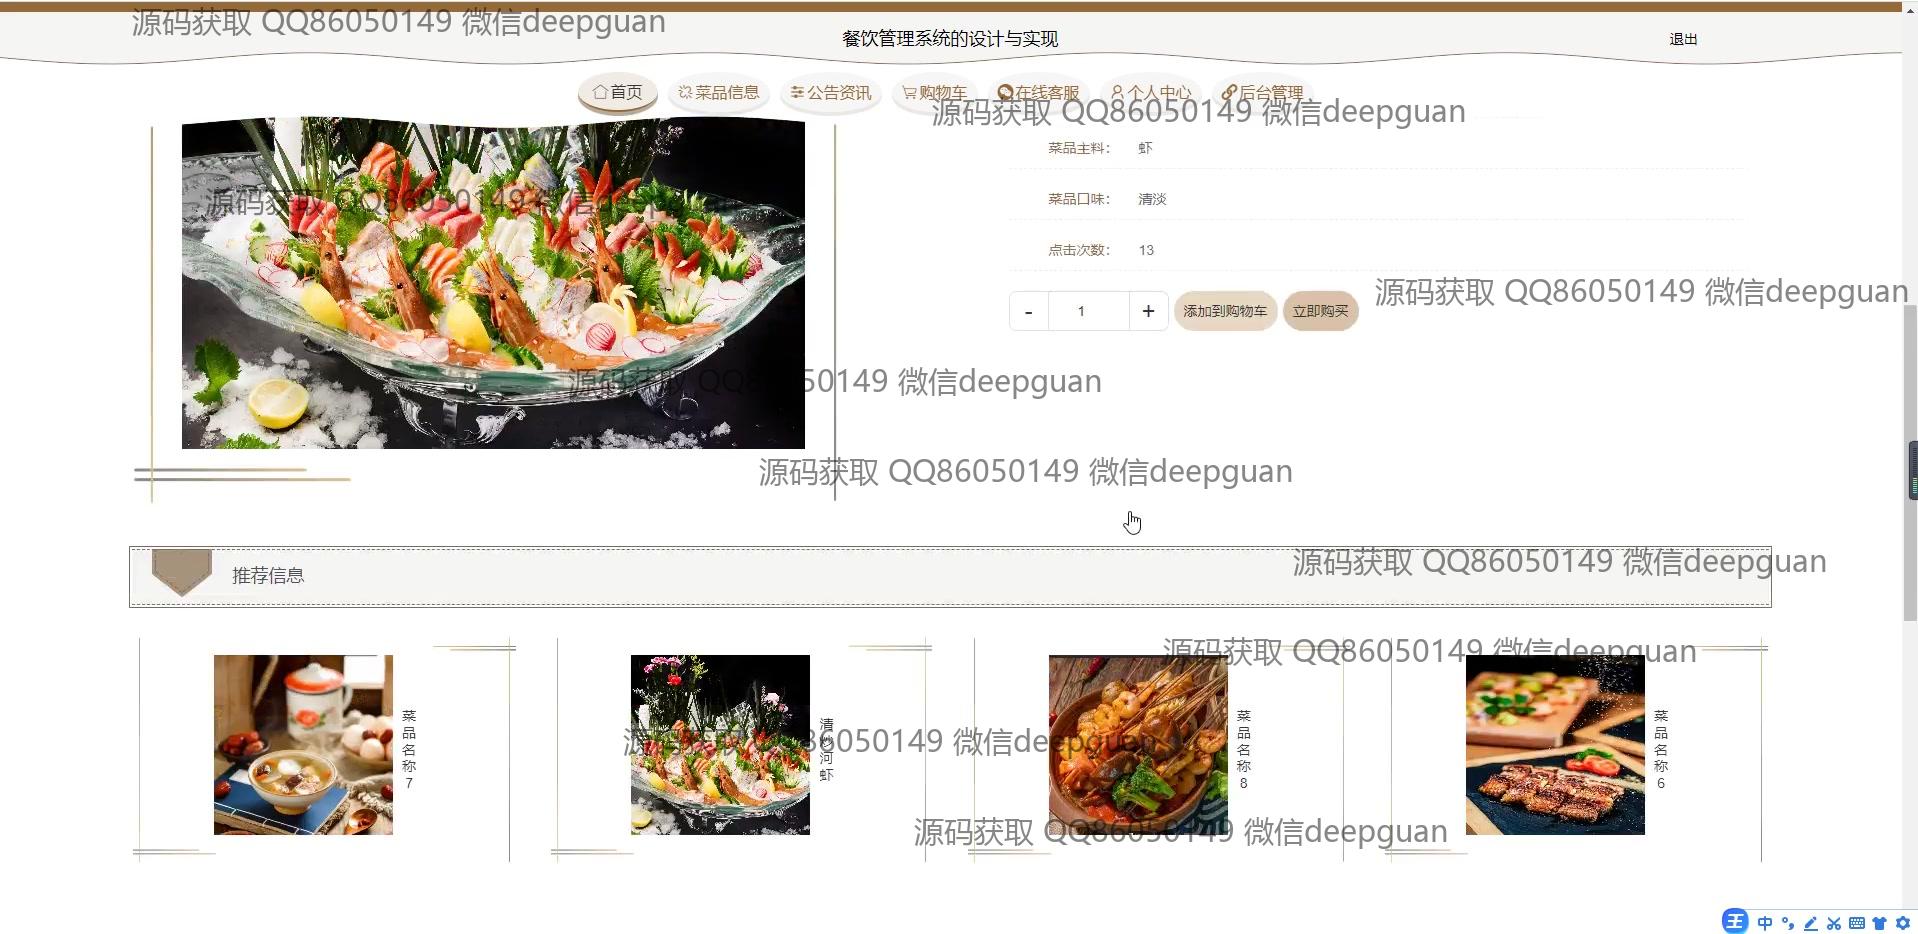 源码获取 QQ86050149 微信deepguan
餐饮管理系统的设计与实现
退出
首页
菜品信息
公告资讯
购物车
在线客服
个人中心
后台管理
源码获取 QQ86050149 微信deepguan
菜品主料： 虾
源码获取 QQ86050149 微信deepguan
菜品口味： 清淡
点击次数： 13
源码获取 QQ86050149 微信deepguan
- 1 +
添加到购物车
立即购买
源码获取 QQ86050149 微信deepguan
源码获取 QQ86050149 微信deepguan
源码获取 QQ86050149 微信deepguan
推荐信息
源码获取 QQ86050149 微信deepguan
菜品名称7
清炒河虾
菜品名称8
菜品名称6
源码获取 QQ86050149 微信deepguan
源码获取 QQ86050149 微信deepguan
王 中